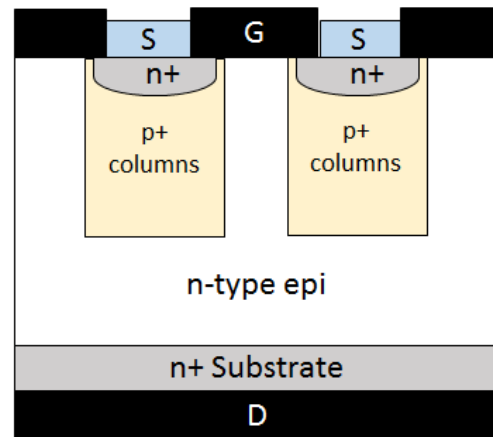 S G S
n+ n+
p+ p+
columns columns
n-type epi
n+ Substrate
D